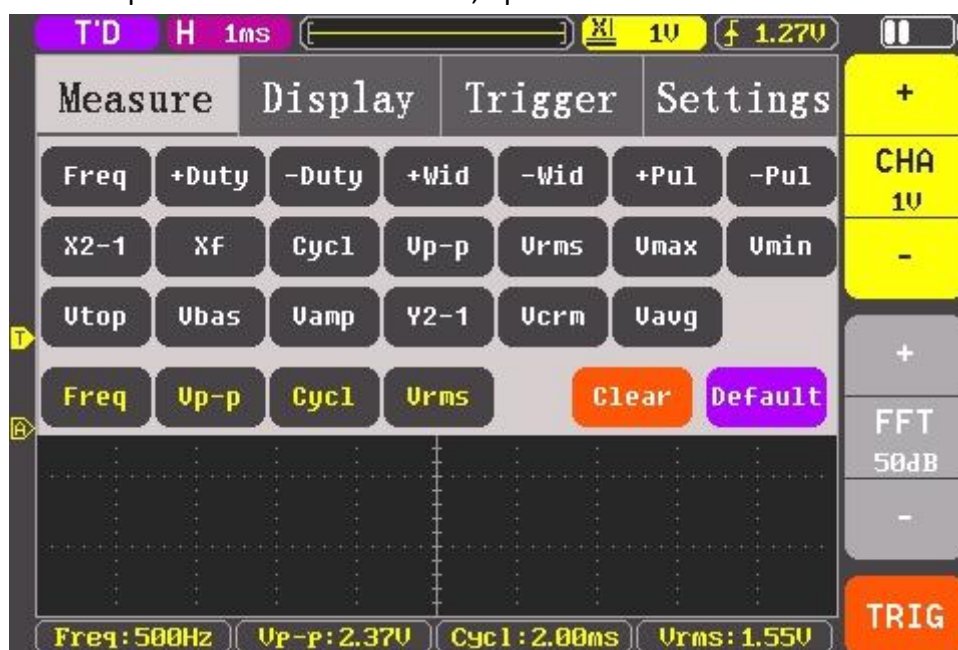 T'D H 1ms X1 1V 1.27V
Measure Display Trigger Settings
+
Freq +Duty -Duty +Wid -Wid +Pul -Pul
CHA
1V
X2-1 Xf Cycl Vp-p Vrms Vmax Vmin
-
Vtop Vbas Vamp Y2-1 Vcrm Vavg
T
+
Freq Vp-p Cycl Vrms Clear Default
A
FFT
50dB
-
TRIG
Freq:500Hz Vp-p:2.37V Cycl:2.00ms Vrms:1.55V